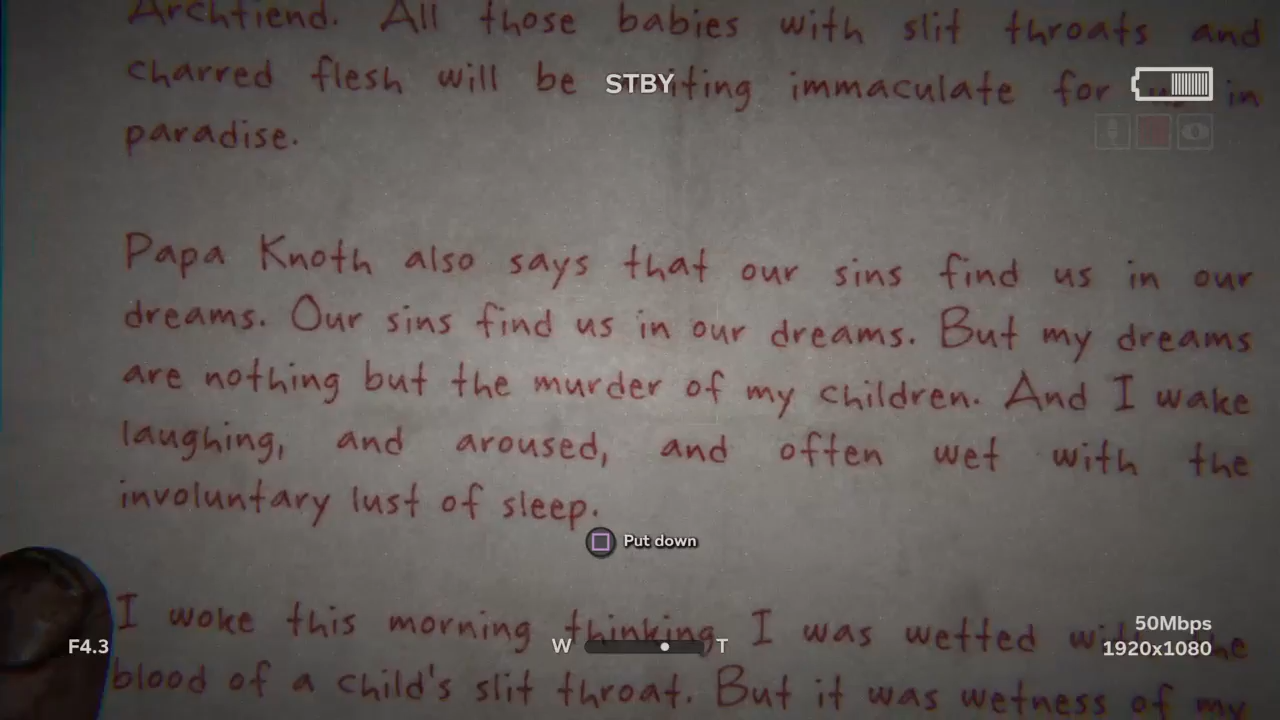 Archfiend. All those babies with slit throats and
charred flesh will be waiting immaculate for us in
STBY
paradise.
Papa Knoth also says that our sins find us in our
dreams. Our sins find us in our dreams. But my dreams
are nothing but the murder of my children. And I wake
laughing, and aroused, and often wet with the
involuntary lust of sleep.
Put down
I woke this morning thinking I was wetted with the
50Mbps
F4.3
W T
1920x1080
blood of a child's slit throat. But it was wetness of my